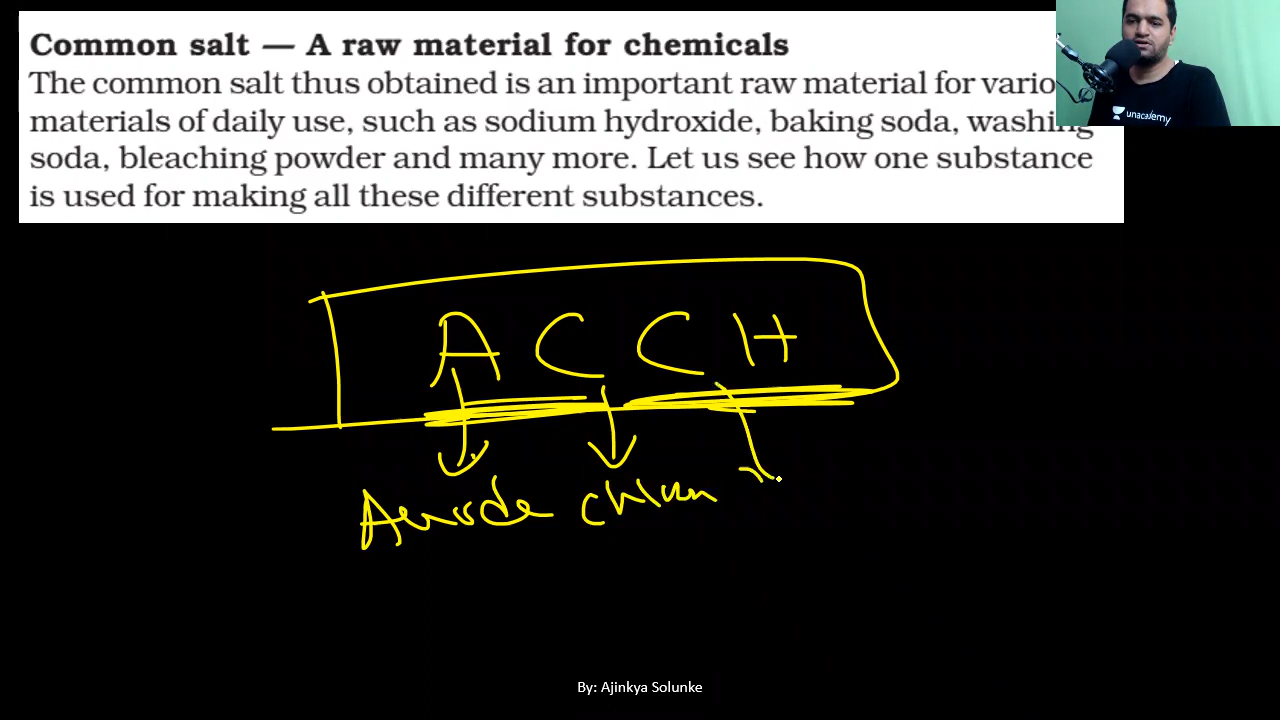 Common salt — A raw material for chemicals
The common salt thus obtained is an important raw material for vario
materials of daily use, such as sodium hydroxide, baking soda, washing
soda, bleaching powder and many more. Let us see how one substance
is used for making all these different substances.
unacademy
A C C H
Anode
By: Ajinkya Solunke